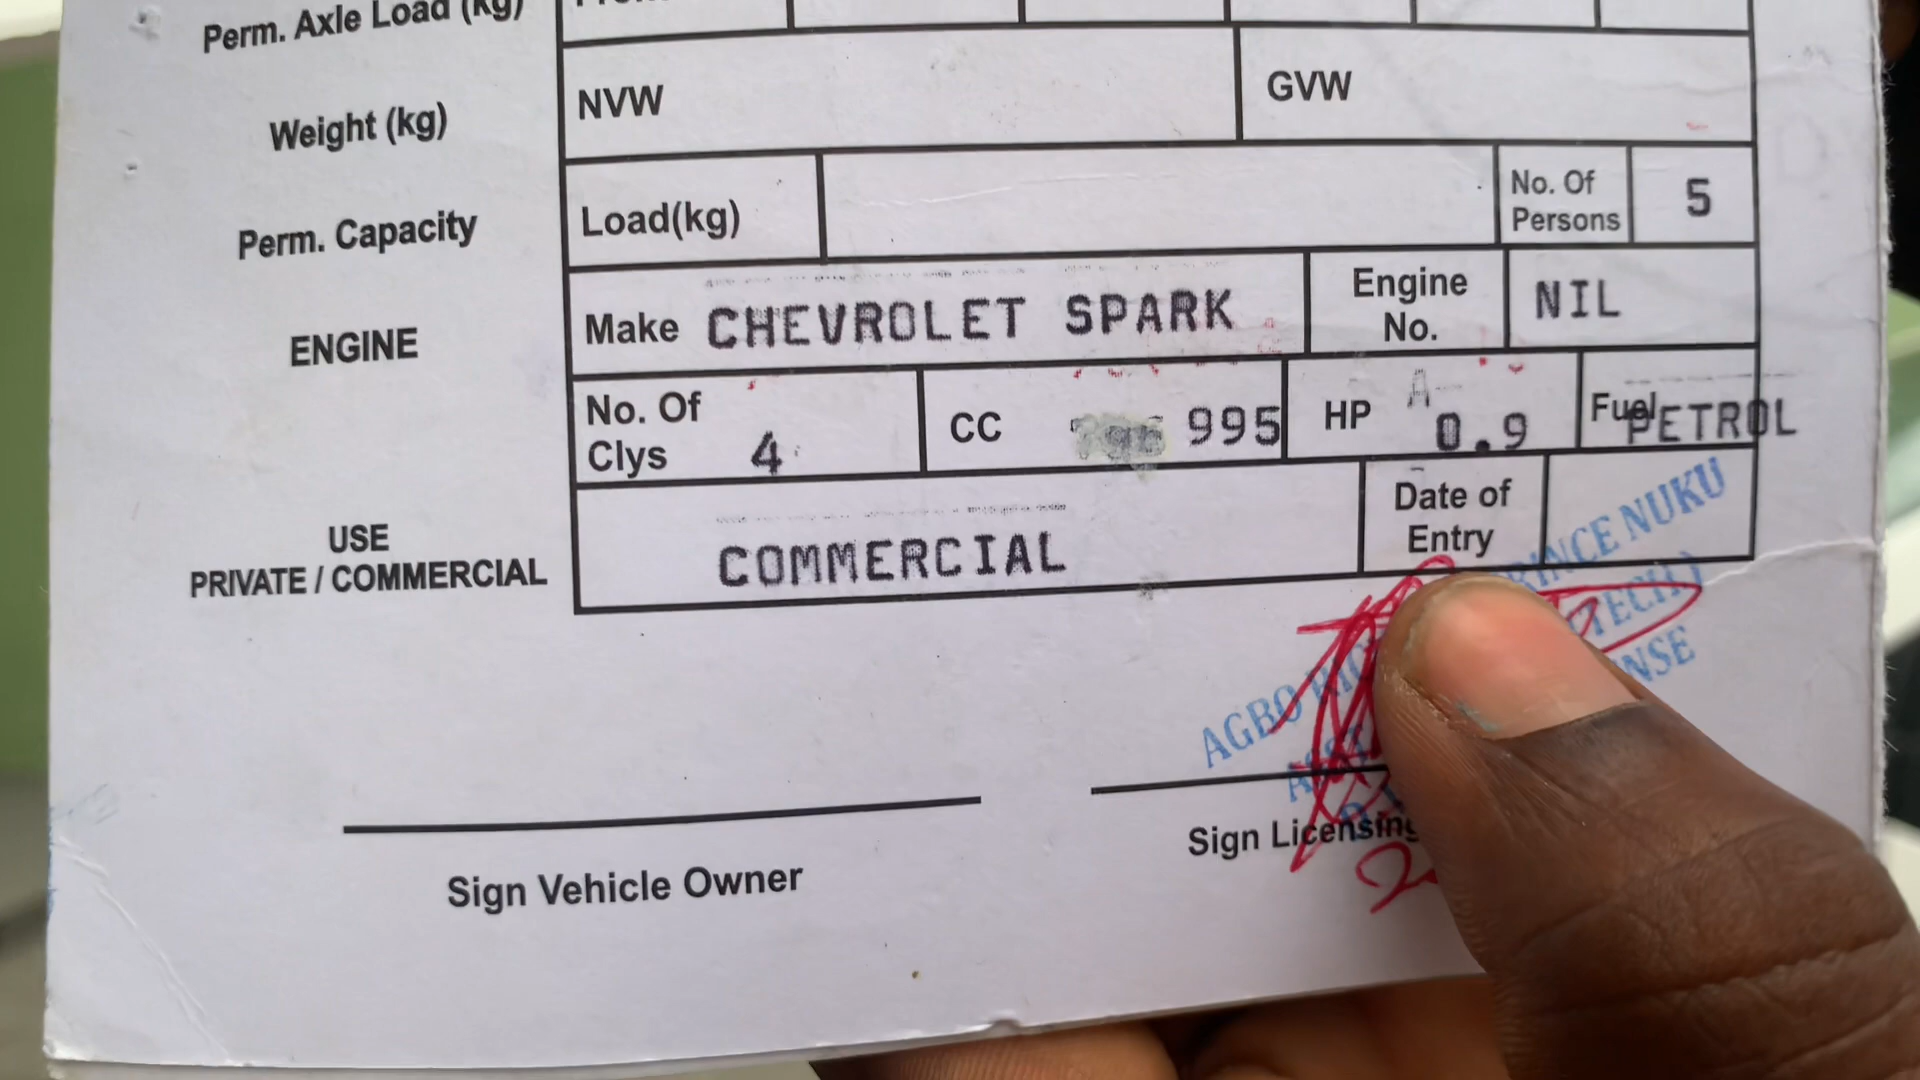 Perm. Axle Load (kg)
Weight (kg)
NVW
GVW
Perm. Capacity
Load(kg)
No. Of
Persons
5
ENGINE
Make CHEVROLET SPARK
Engine
No.
NIL
No. Of
Clys
4
CC 995
HP 0.9
Fuel PETROL
USE
PRIVATE / COMMERCIAL
COMMERCIAL
Date of
Entry
NUKU
AGBO
Sign Vehicle Owner
Sign Licensing